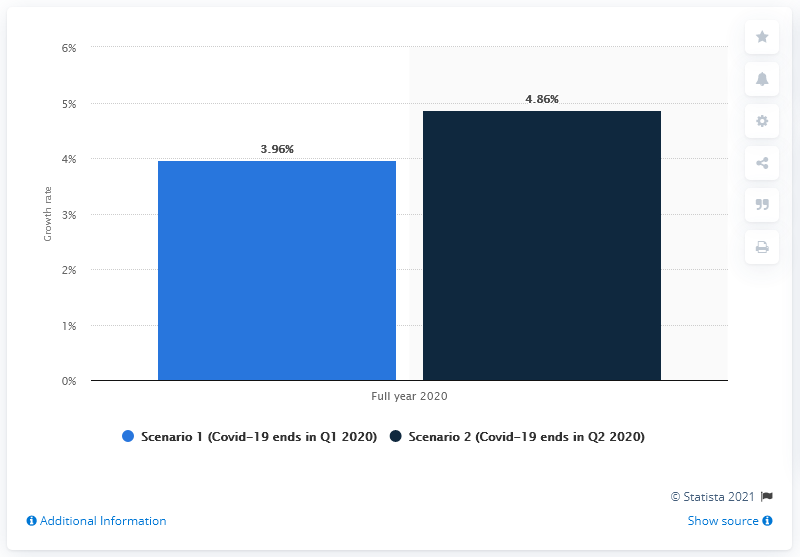 6%
5%
4%
3%
2%
1%
0%
Growth rate
3.96%
4.86%
Full year 2020
Scenario 1 (Covid-19 ends in Q1 2020)
Scenario 2 (Covid-19 ends in Q2 2020)
© Statista 2021
Additional Information
Show source